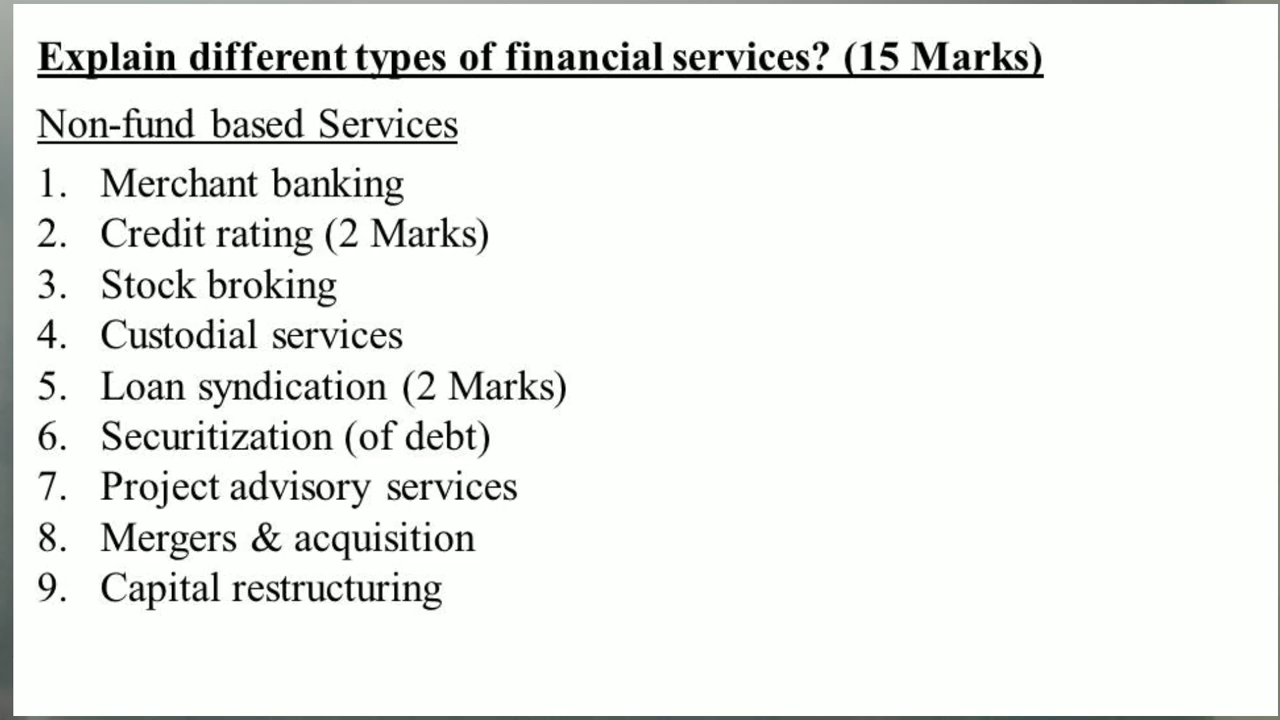 Explain different types of financial services? (15 Marks)
Non-fund based Services
1. Merchant banking
2. Credit rating (2 Marks)
3. Stock broking
4. Custodial services
5. Loan syndication (2 Marks)
6. Securitization (of debt)
7. Project advisory services
8. Mergers & acquisition
9. Capital restructuring